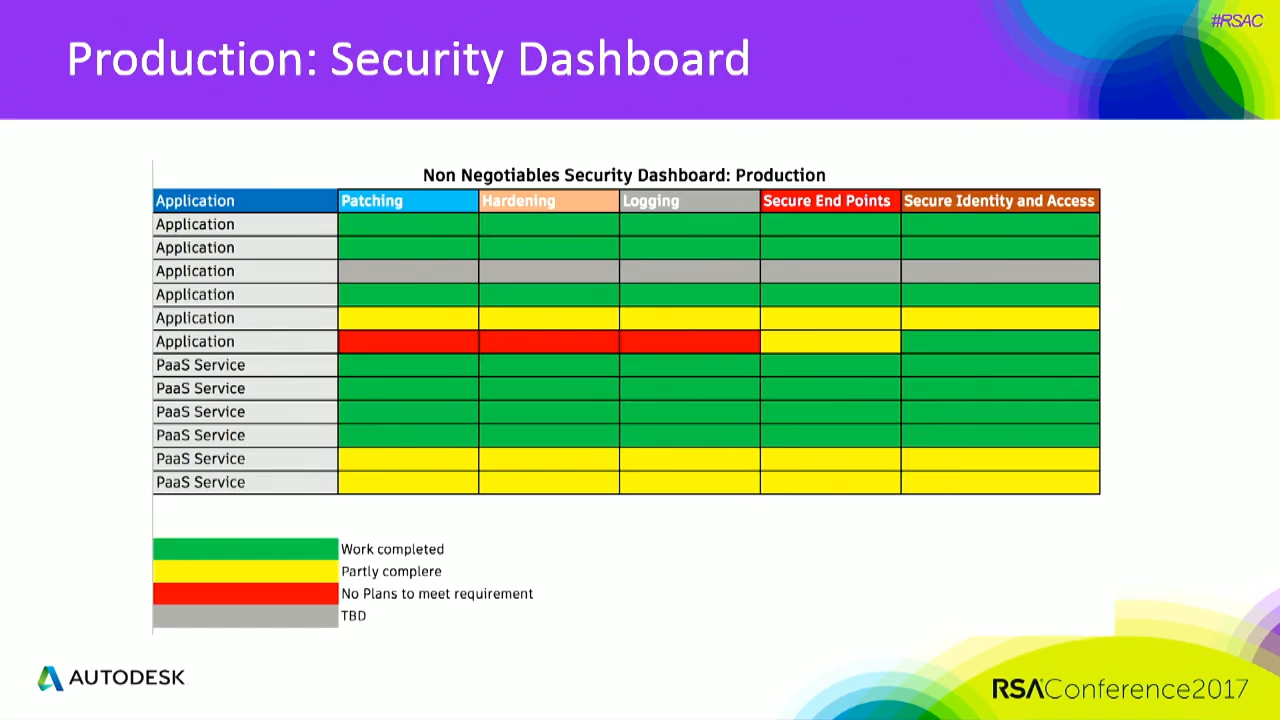 #RSAC
Production: Security Dashboard
Non Negotiables Security Dashboard: Production
Application Patching Hardening Logging Secure End Points Secure Identity and Access
Application
Application
Application
Application
Application
Application
PaaS Service
PaaS Service
PaaS Service
PaaS Service
PaaS Service
PaaS Service
Work completed
Partly complere
No Plans to meet requirement
TBD
AUTODESK
RSAConference2017